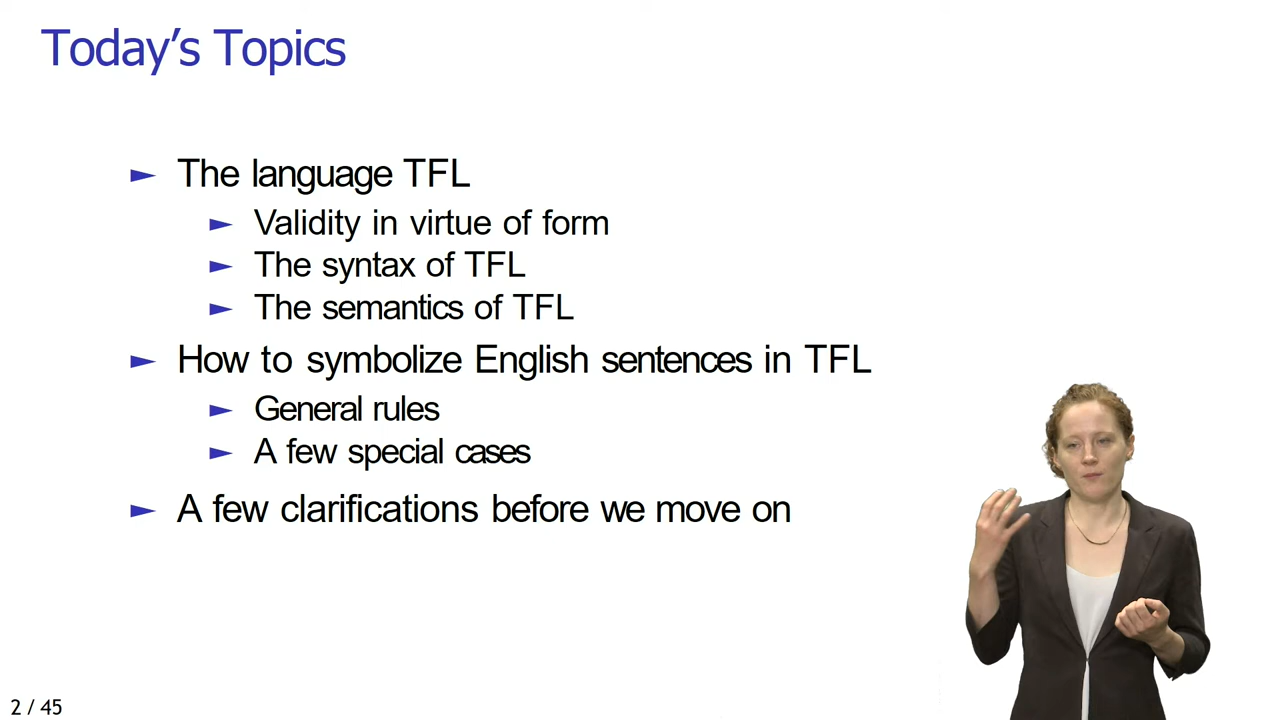 Today's Topics
► The language TFL
► Validity in virtue of form
► The syntax of TFL
► The semantics of TFL
► How to symbolize English sentences in TFL
► General rules
► A few special cases
► A few clarifications before we move on
2 / 45